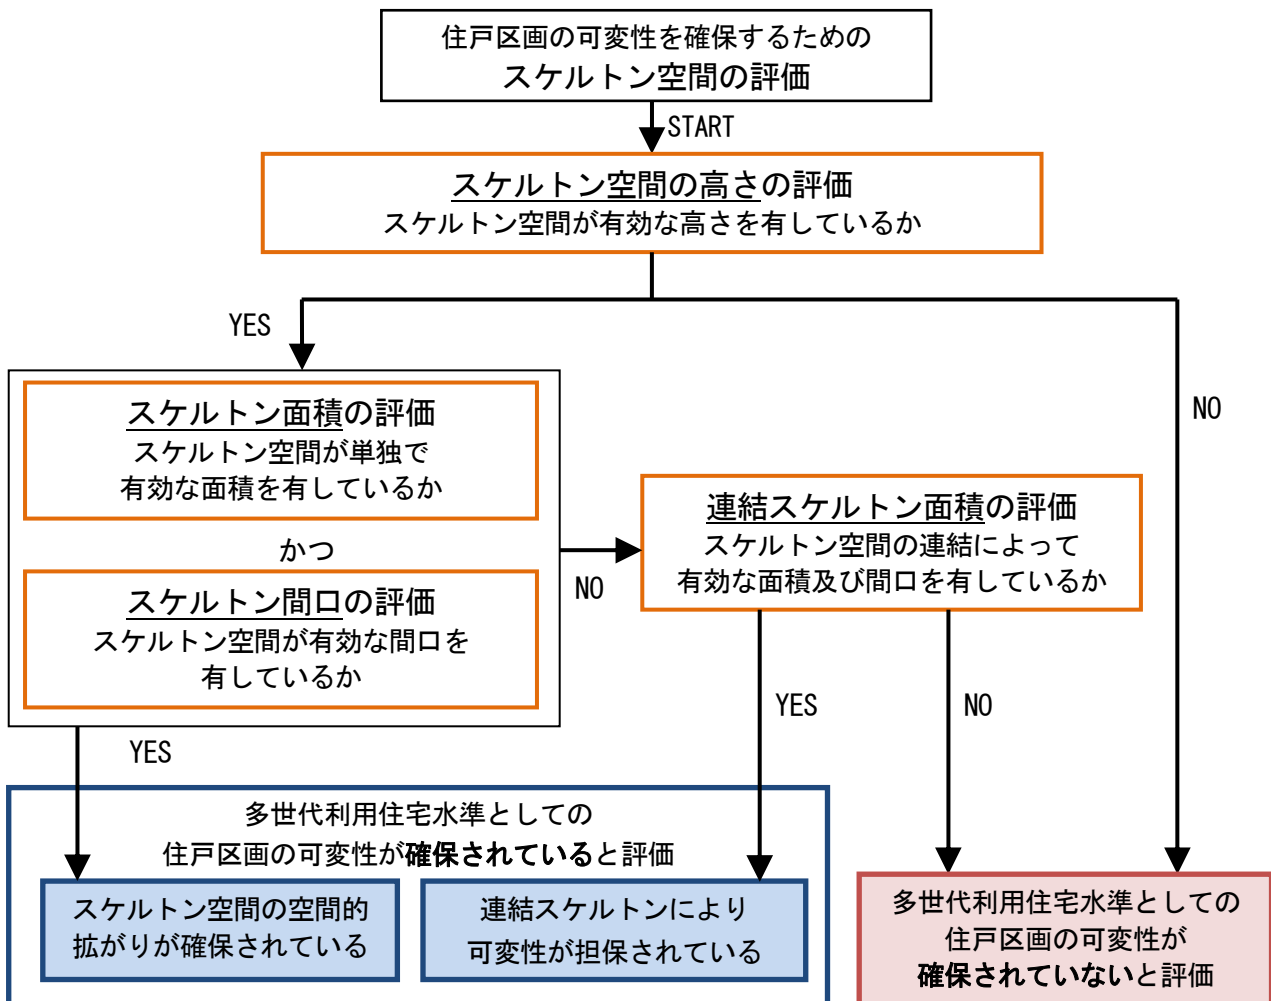 住戸区画の可変性を確保するための
スケルトン空間の評価
START
スケルトン空間の高さの評価
スケルトン空間が有効な高さを有しているか
YES
NO
スケルトン面積の評価
スケルトン空間が単独で
有効な面積を有しているか
かつ
スケルトン間口の評価
スケルトン空間が有効な間口を
有しているか
NO
連結スケルトン面積の評価
スケルトン空間の連結によって
有効な面積及び間口を有しているか
YES
YES
NO
多世代利用住宅水準としての
住戸区画の可変性が確保されていると評価
スケルトン空間の空間的
拡がりが確保されている
連結スケルトンにより
可変性が担保されている
多世代利用住宅水準としての
住戸区画の可変性が
確保されていないと評価